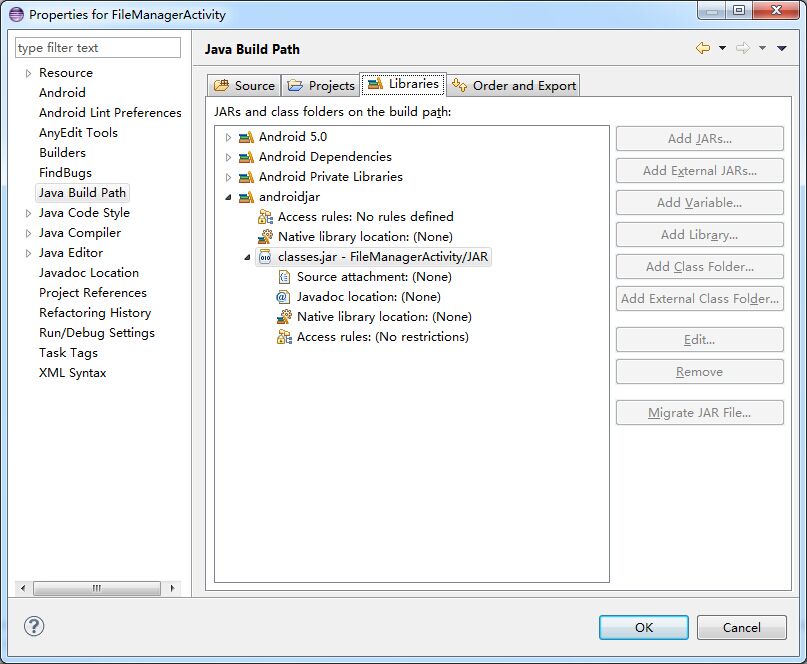 Properties for FileManagerActivity
type filter text
Resource
Android
Android Lint Preferences
AnyEdit Tools
Builders
FindBugs
Java Build Path
Java Code Style
Java Compiler
Java Editor
Javadoc Location
Project References
Refactoring History
Run/Debug Settings
Task Tags
XML Syntax
Java Build Path
Source
Projects
Libraries
Order and Export
JARs and class folders on the build path:
Android 5.0
Android Dependencies
Android Private Libraries
androidjar
Access rules: No rules defined
Native library location: (None)
classes.jar - FileManagerActivity/JAR
Source attachment: (None)
Javadoc location: (None)
Native library location: (None)
Access rules: (No restrictions)
Add JARs...
Add External JARs...
Add Variable...
Add Library...
Add Class Folder...
Add External Class Folder...
Edit...
Remove
Migrate JAR File...
OK
Cancel